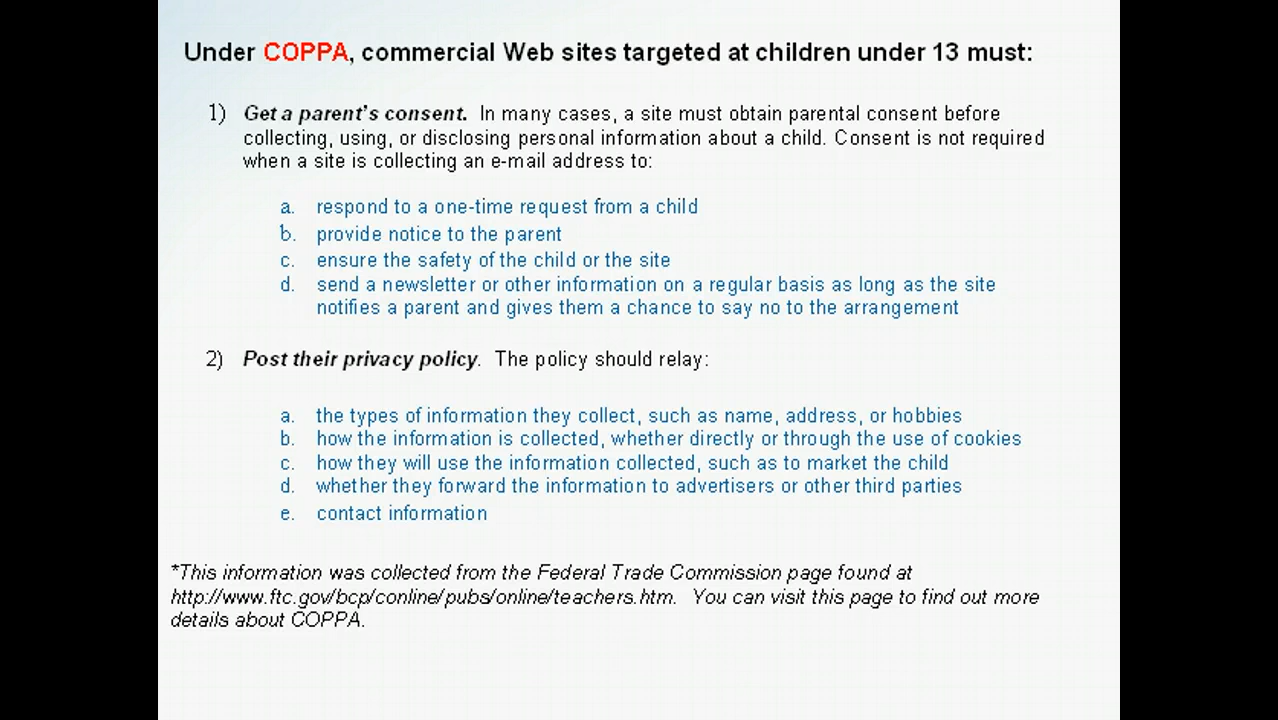 Under COPPA, commercial Web sites targeted at children under 13 must:
1) Get a parent's consent. In many cases, a site must obtain parental consent before
collecting, using, or disclosing personal information about a child. Consent is not required
when a site is collecting an e-mail address to:
a. respond to a one-time request from a child
b. provide notice to the parent
c. ensure the safety of the child or the site
d. send a newsletter or other information on a regular basis as long as the site
notifies a parent and gives them a chance to say no to the arrangement
2) Post their privacy policy. The policy should relay:
a. the types of information they collect, such as name, address, or hobbies
b. how the information is collected, whether directly or through the use of cookies
c. how they will use the information collected, such as to market the child
d. whether they forward the information to advertisers or other third parties
e. contact information
*This information was collected from the Federal Trade Commission page found at
http://www.ftc.gov/bcp/conline/pubs/online/teachers.htm. You can visit this page to find out more
details about COPPA.